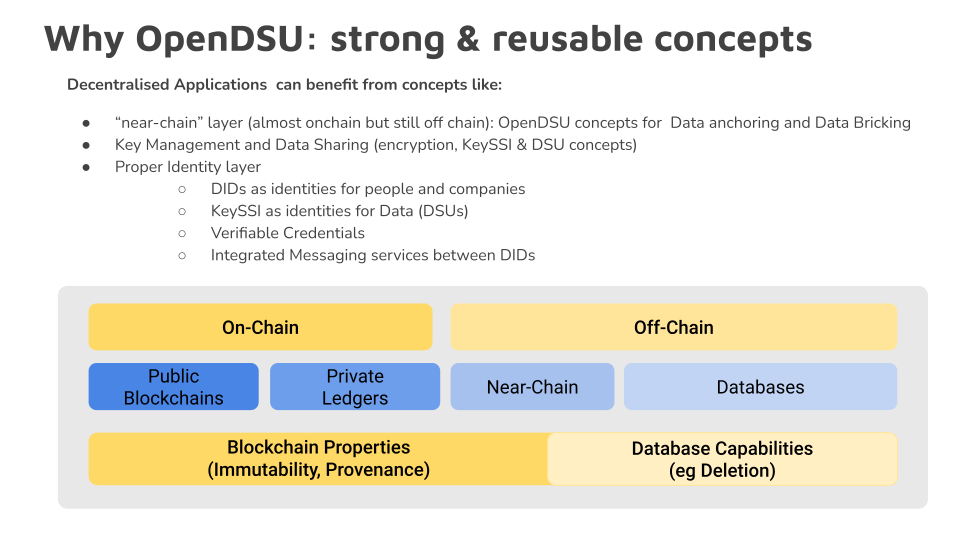 Why OpenDSU: strong & reusable concepts
Decentralised Applications  can benefit from concepts like:
● “near-chain” layer (almost onchain but still off chain): OpenDSU concepts for  Data anchoring and Data Bricking
● Key Management and Data Sharing (encryption, KeySSI & DSU concepts)
● Proper Identity layer
○ DIDs as identities for people and companies
○ KeySSI as identities for Data (DSUs)
○ Verifiable Credentials
○ Integrated Messaging services between DIDs
On-Chain
Off-Chain
Public
Blockchains
Private
Ledgers
Near-Chain
Databases
Blockchain Properties
(Immutability, Provenance)
Database Capabilities
(eg Deletion)